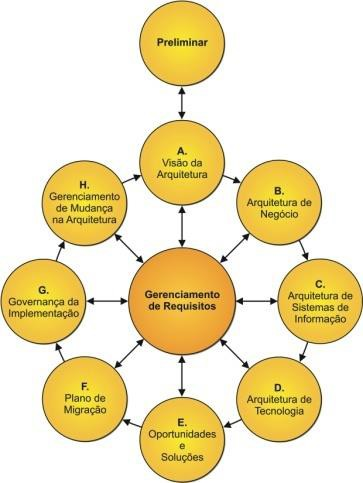 Preliminar
A.
Visão da
Arquitetura
B.
Arquitetura de
Negócio
C.
Arquitetura de
Sistemas de
Informação
D.
Arquitetura de
Tecnologia
E.
Oportunidades
e
Soluções
F.
Plano de
Migração
G.
Governança da
Implementação
H.
Gerenciamento
de Mudança
na Arquitetura
Gerenciamento
de Requisitos